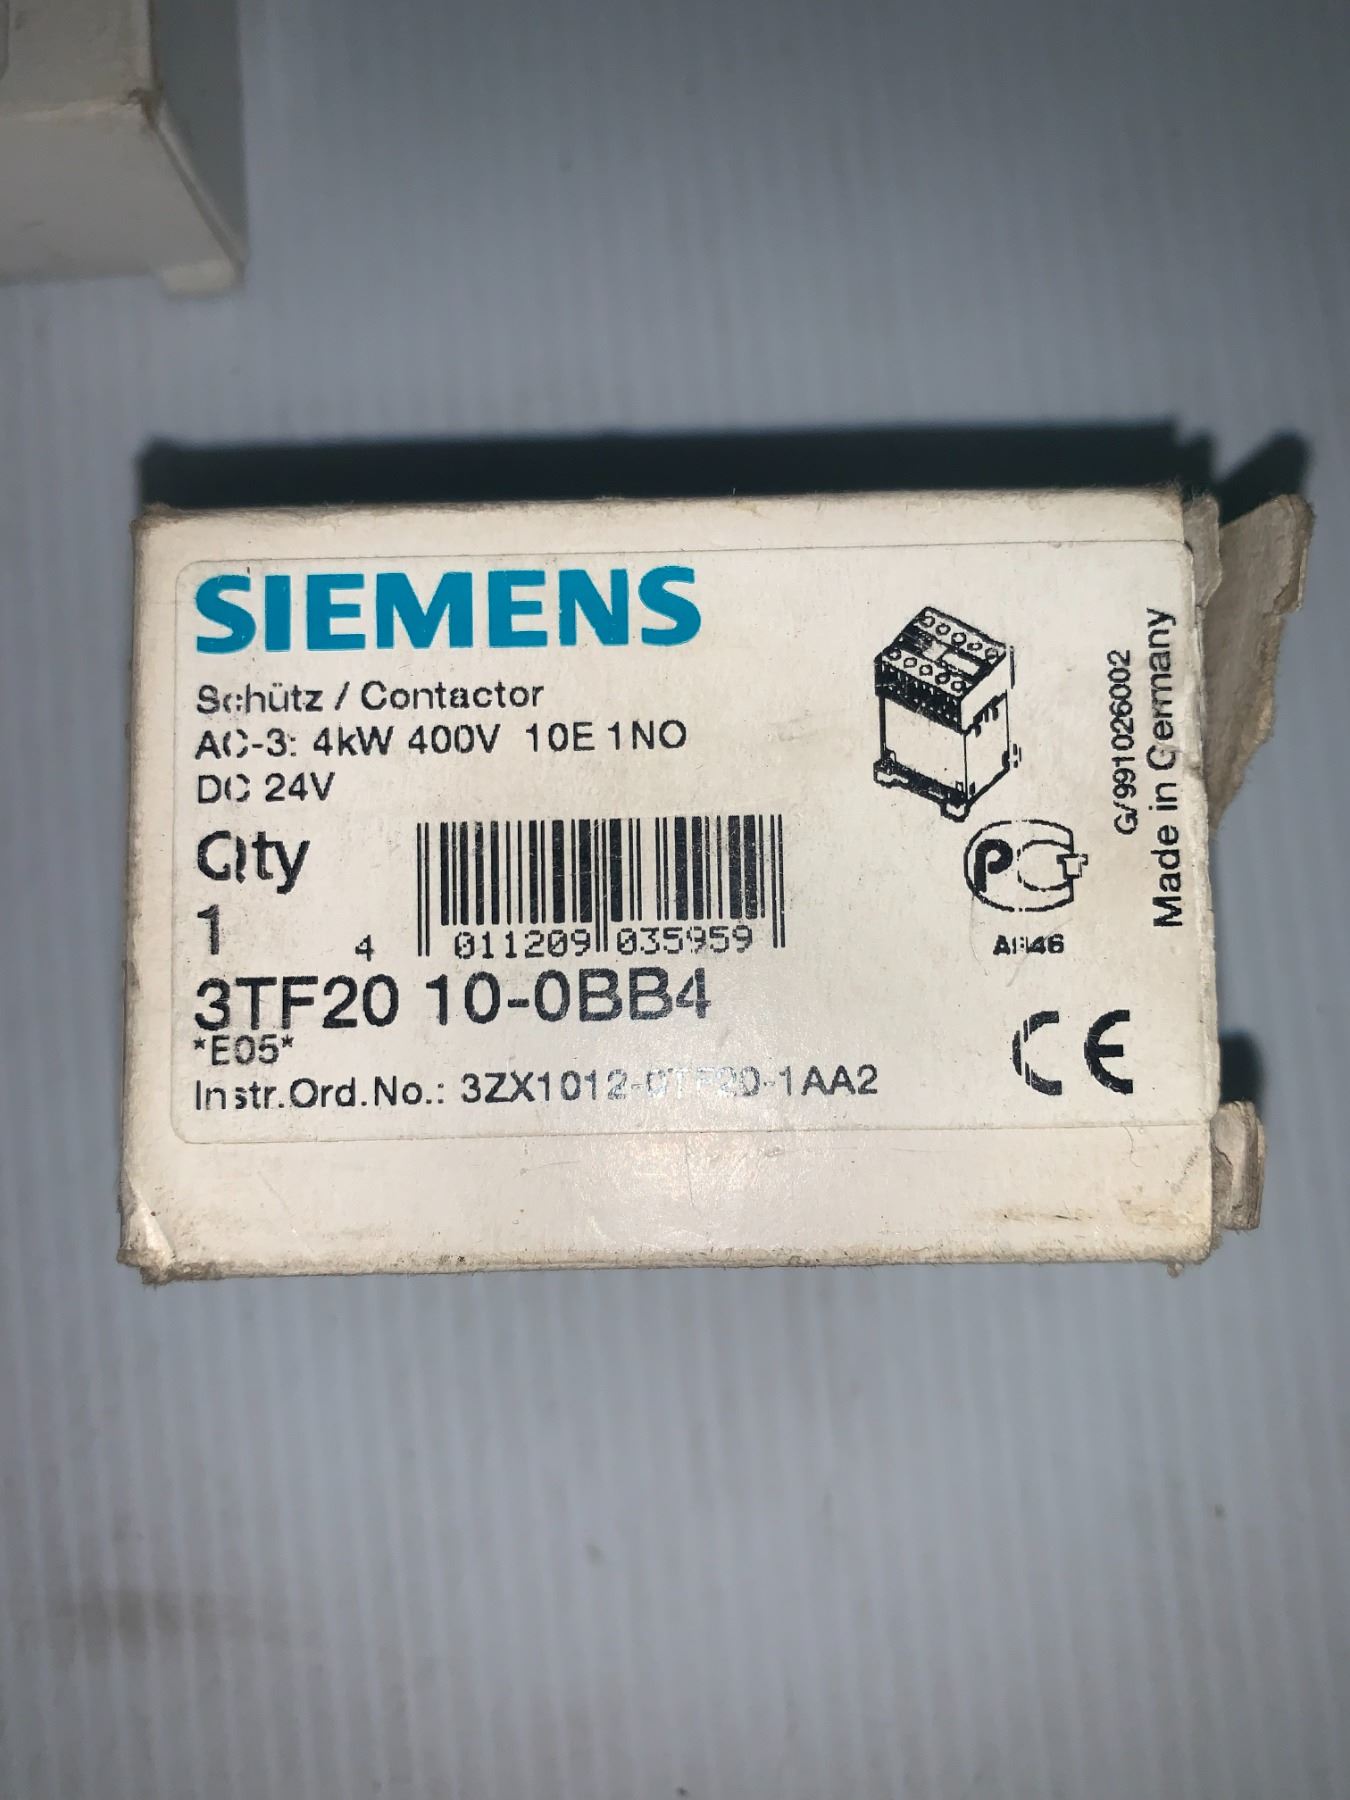 SIEMENS
Schütz / Contactor
AC-3: 4kW 400V 10E 1NO
DC 24V
Qty
1
4 011209 035959
3TF20 10-0BB4
*E05*
Instr.Ord.No.: 3ZX1012-0TF20-1AA2
G/991026002
Made in Germany
CE